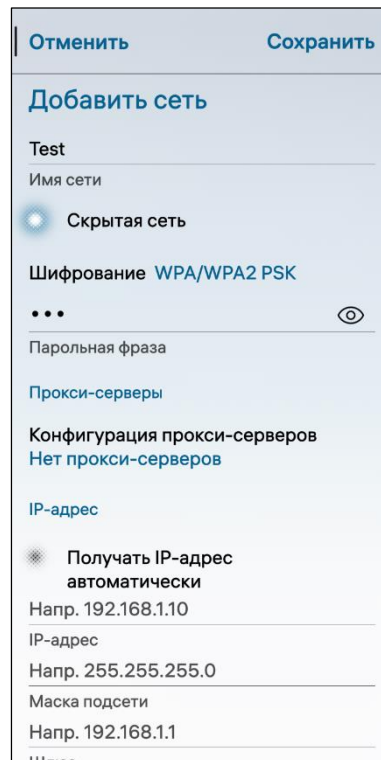 Отменить Сохранить
Добавить сеть
Test
Имя сети
Скрытая сеть
Шифрование WPA/WPA2 PSK
•••
Парольная фраза
Прокси-серверы
Конфигурация прокси-серверов
Нет прокси-серверов
IP-адрес
Получать IP-адрес
автоматически
Напр. 192.168.1.10
IP-адрес
Напр. 255.255.255.0
Маска подсети
Напр. 192.168.1.1